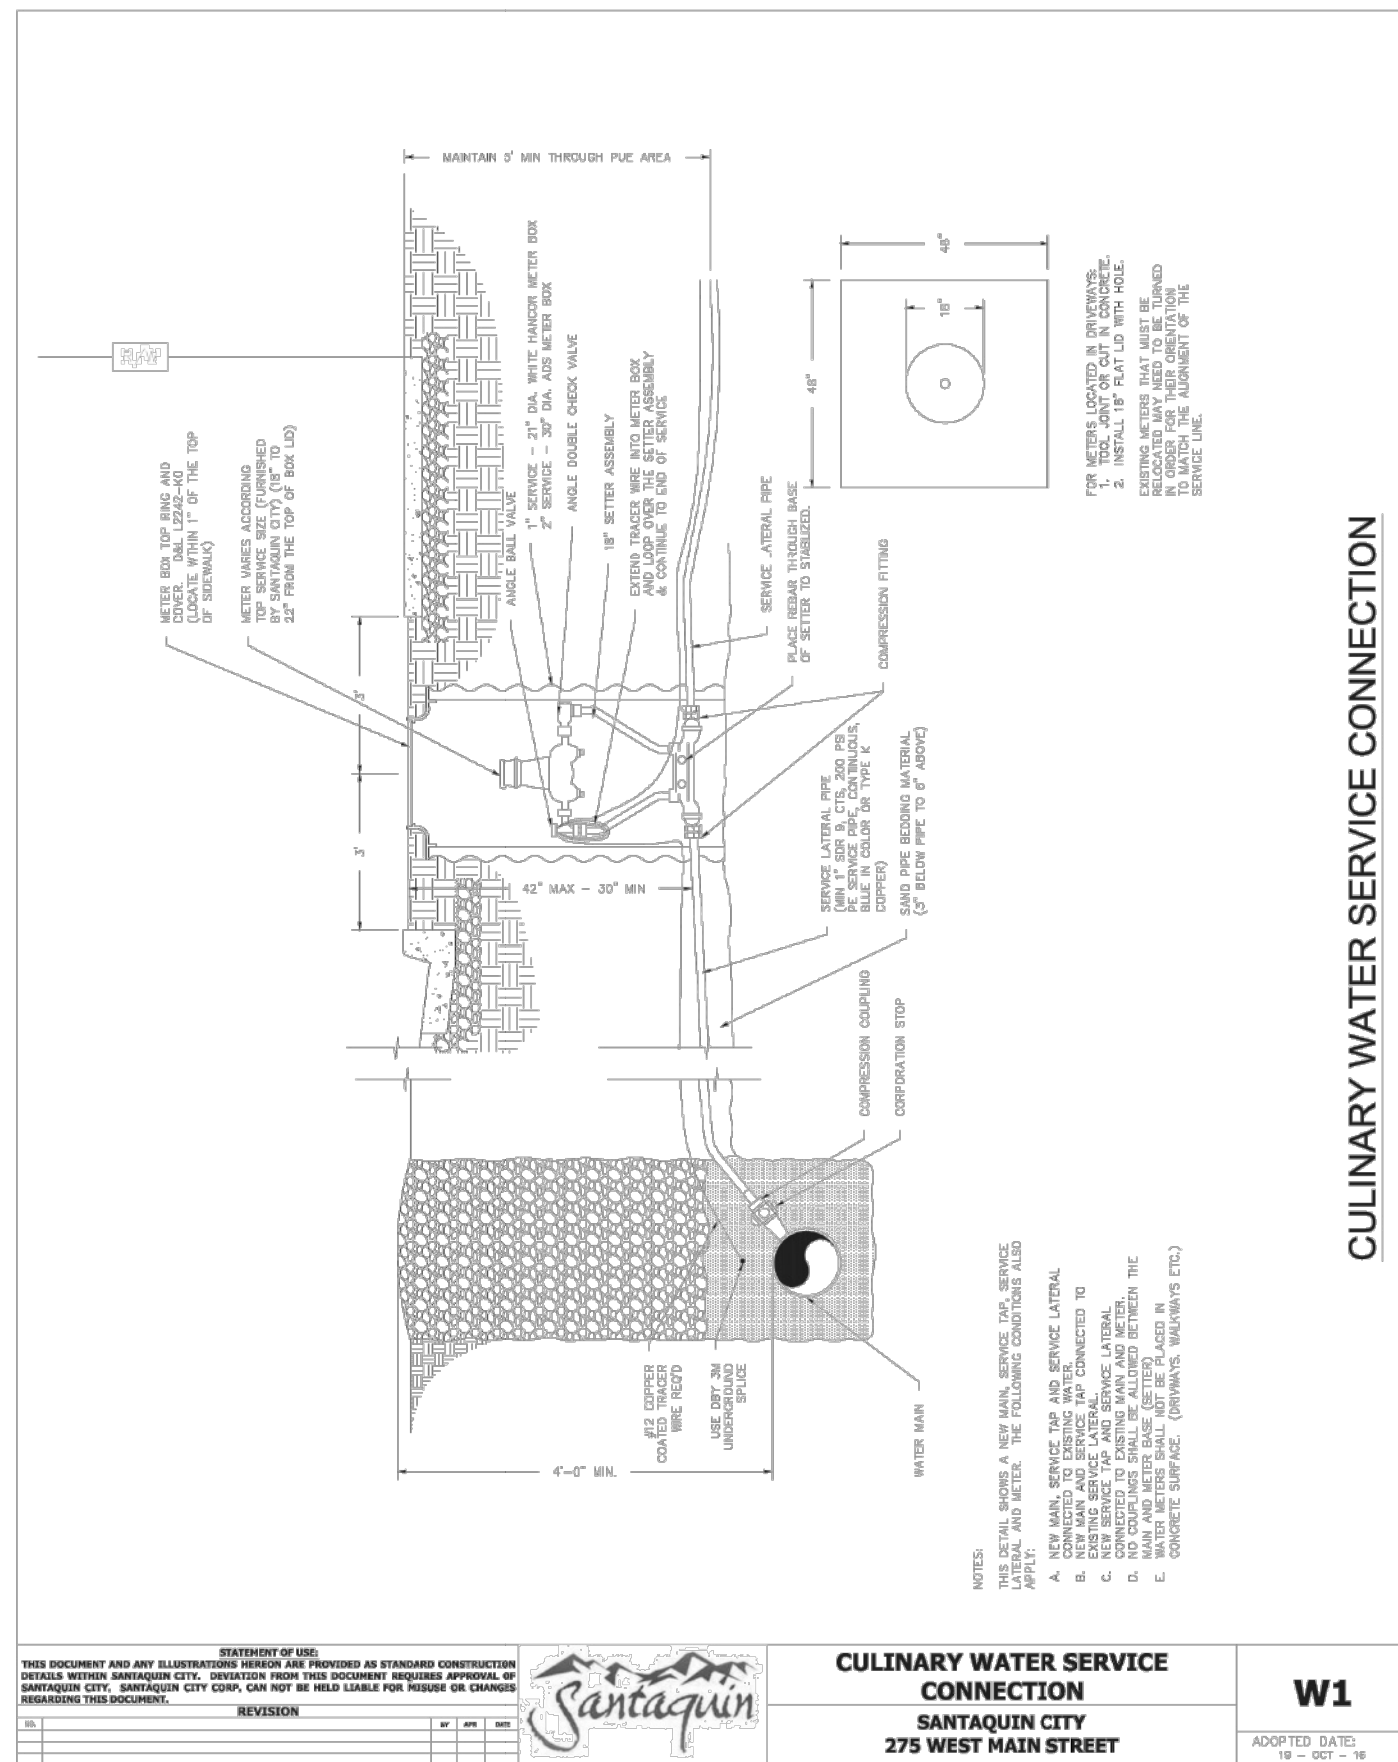 MAINTAIN 5' MIN THROUGH PUE AREA
METER BOX TOP RING AND
COVER. D&L L2242-K0
(LOCATE WITHIN 1" OF THE TOP
OF SIDEWALK)
METER VARIES ACCORDING
TOP SERVICE SIZE (FURNISHED
BY SANTAQUIN CITY) (18" TO
22" FROM THE TOP OF BOX LID)
ANGLE BALL VALVE
1" SERVICE - 21" DIA. WHITE HANCOR METER BOX
2" SERVICE - 30" DIA. ADS METER BOX
ANGLE DOUBLE CHECK VALVE
18" SETTER ASSEMBLY
EXTEND TRACER WIRE INTO METER BOX
AND LOOP OVER THE SETTER ASSEMBLY
& CONTINUE TO END OF SERVICE
SERVICE LATERAL PIPE
PLACE REBAR THROUGH BASE
OF SETTER TO STABLIZED.
COMPRESSION FITTING
48"
48"
18"
FOR METERS LOCATED IN DRIVEWAYS:
1. TOOL JOINT OR CUT IN CONCRETE.
2. INSTALL 18" FLAT LID WITH HOLE.
EXISTING METERS THAT MUST BE
RELOCATED MAY NEED TO BE TURNED
IN ORDER FOR THEIR ORIENTATION
TO MATCH THE ALIGNMENT OF THE
SERVICE LINE.
3'
3'
42" MAX - 30" MIN
SERVICE LATERAL PIPE
(MIN 1" SDR 9, CTS, 200 PSI
PE SERVICE PIPE, CONTINUOUS,
BLUE IN COLOR OR TYPE K
COPPER)
SAND PIPE BEDDING MATERIAL
(3" BELOW PIPE TO 6" ABOVE)
COMPRESSION COUPLING
CORPORATION STOP
#12 COPPER
COATED TRACER
WIRE REQ'D
USE DBY 3M
UNDERGROUND
SPLICE
4'-0" MIN.
WATER MAIN
NOTES:
THIS DETAIL SHOWS A NEW MAIN, SERVICE TAP, SERVICE
LATERAL AND METER. THE FOLLOWING CONDITIONS ALSO
APPLY:
A. NEW MAIN, SERVICE TAP AND SERVICE LATERAL
CONNECTED TO EXISTING WATER.
B. NEW MAIN AND SERVICE TAP CONNECTED TO
EXISTING SERVICE LATERAL.
C. NEW SERVICE TAP AND SERVICE LATERAL
CONNECTED TO EXISTING MAIN AND METER.
D. NO COUPLINGS SHALL BE ALLOWED BETWEEN THE
MAIN AND METER BASE (SETTER)
E. WATER METERS SHALL NOT BE PLACED IN
CONCRETE SURFACE. (DRIVWAYS, WALKWAYS ETC.)
CULINARY WATER SERVICE CONNECTION
STATEMENT OF USE:
THIS DOCUMENT AND ANY ILLUSTRATIONS HEREON ARE PROVIDED AS STANDARD CONSTRUCTION
DETAILS WITHIN SANTAQUIN CITY. DEVIATION FROM THIS DOCUMENT REQUIRES APPROVAL OF
SANTAQUIN CITY. SANTAQUIN CITY CORP. CAN NOT BE HELD LIABLE FOR MISUSE OR CHANGES
REGARDING THIS DOCUMENT.
REVISION
NO. BY APR DATE
Santaquin
CULINARY WATER SERVICE
CONNECTION
SANTAQUIN CITY
275 WEST MAIN STREET
W1
ADOPTED DATE:
19 - OCT - 16